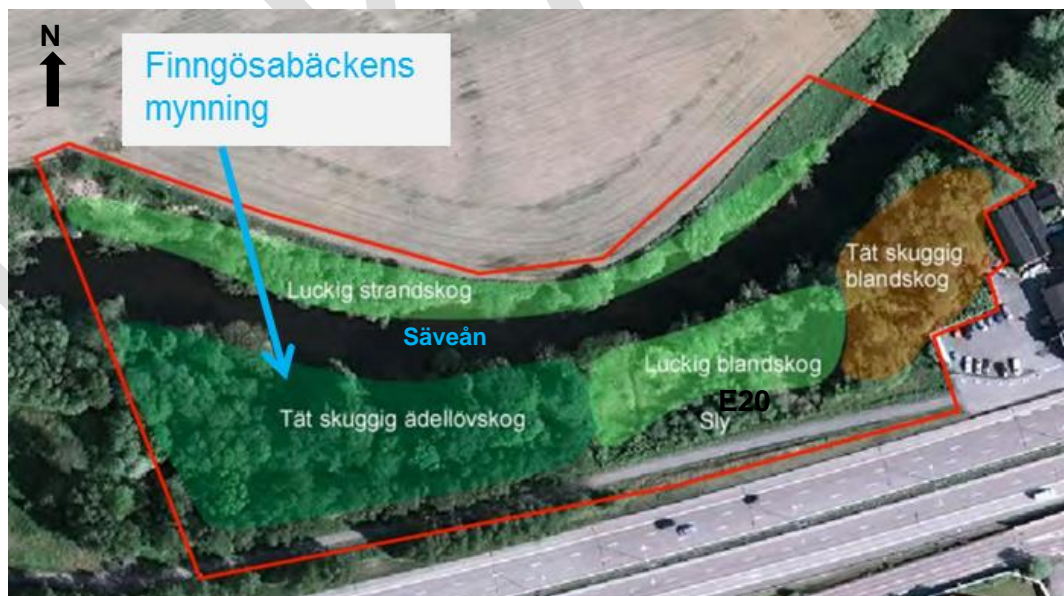 N
Finngösabäckens
mynning
Tät skuggig
blandskog
Luckig strandskog
Säveån
Luckig blandskog
E20
Tät skuggig ädellövskog
Sly